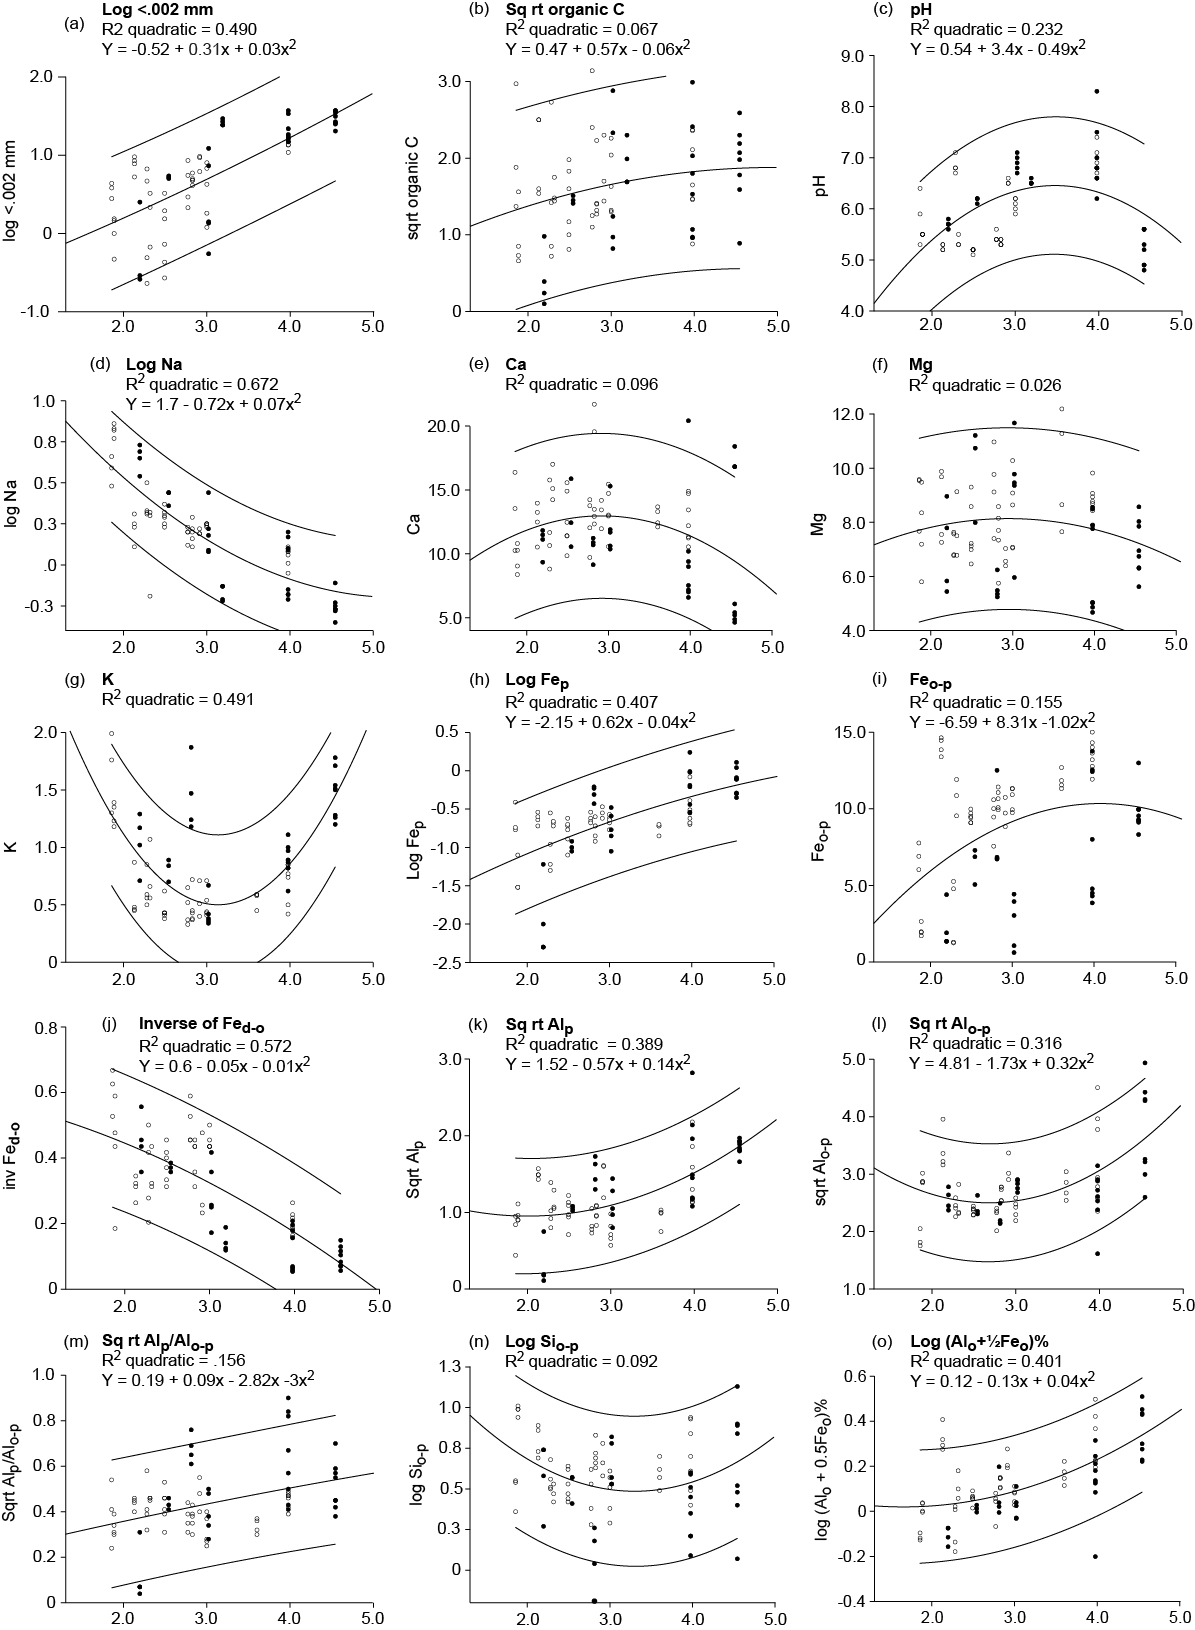 (a) Log <.002 mm
R2 quadratic = 0.490
Y = -0.52 + 0.31x + 0.03x²
log <.002 mm
2.0
1.0
0
-1.0
2.0 3.0 4.0 5.0
(b) Sq rt organic C
R² quadratic = 0.067
Y = 0.47 + 0.57x - 0.06x²
sqrt organic C
3.0
2.0
1.0
0
2.0 3.0 4.0 5.0
(c) pH
R² quadratic = 0.232
Y = 0.54 + 3.4x - 0.49x²
pH
9.0
8.0
7.0
6.0
5.0
4.0
2.0 3.0 4.0 5.0
(d) Log Na
R² quadratic = 0.672
Y = 1.7 - 0.72x + 0.07x²
log Na
1.0
0.8
0.5
0.3
.0
-0.3
2.0 3.0 4.0 5.0
(e) Ca
R² quadratic = 0.096
Ca
20.0
15.0
10.0
5.0
2.0 3.0 4.0 5.0
(f) Mg
R² quadratic = 0.026
Mg
12.0
10.0
8.0
6.0
4.0
2.0 3.0 4.0 5.0
(g) K
R² quadratic = 0.491
K
2.0
1.5
1.0
0.5
0
2.0 3.0 4.0 5.0
(h) Log Feₚ
R² quadratic = 0.407
Y = -2.15 + 0.62x - 0.04x²
Log Feₚ
0.5
0
-0.5
-1.0
-1.5
-2.0
-2.5
2.0 3.0 4.0 5.0
(i) Feo-p
R² quadratic = 0.155
Y = -6.59 + 8.31x -1.02x²
Feo-p
15.0
10.0
5.0
0
2.0 3.0 4.0 5.0
(j) Inverse of Fed-o
R² quadratic = 0.572
Y = 0.6 - 0.05x - 0.01x²
inv Fed-o
0.8
0.6
0.4
0.2
0
2.0 3.0 4.0 5.0
(k) Sq rt Alₚ
R² quadratic = 0.389
Y = 1.52 - 0.57x + 0.14x²
Sqrt Alₚ
3.0
2.0
1.0
0
2.0 3.0 4.0 5.0
(l) Sq rt Alo-p
R² quadratic = 0.316
Y = 4.81 - 1.73x + 0.32x²
sqrt Alo-p
5.0
4.0
3.0
2.0
1.0
2.0 3.0 4.0 5.0
(m) Sq rt Alₚ/Alo-p
R² quadratic = .156
Y = 0.19 + 0.09x - 2.82x -3x²
Sqrt Alₚ/Alo-p
1.0
0.8
0.6
0.4
0.2
0
2.0 3.0 4.0 5.0
(n) Log Sio-p
R² quadratic = 0.092
log Sio-p
1.3
1.0
0.8
0.5
0.3
0
2.0 3.0 4.0 5.0
(o) Log (Alo+½Feo)%
R² quadratic = 0.401
Y = 0.12 - 0.13x + 0.04x²
log (Alo + 0.5Feo)%
0.6
0.4
0.2
0
-0.2
-0.4
2.0 3.0 4.0 5.0